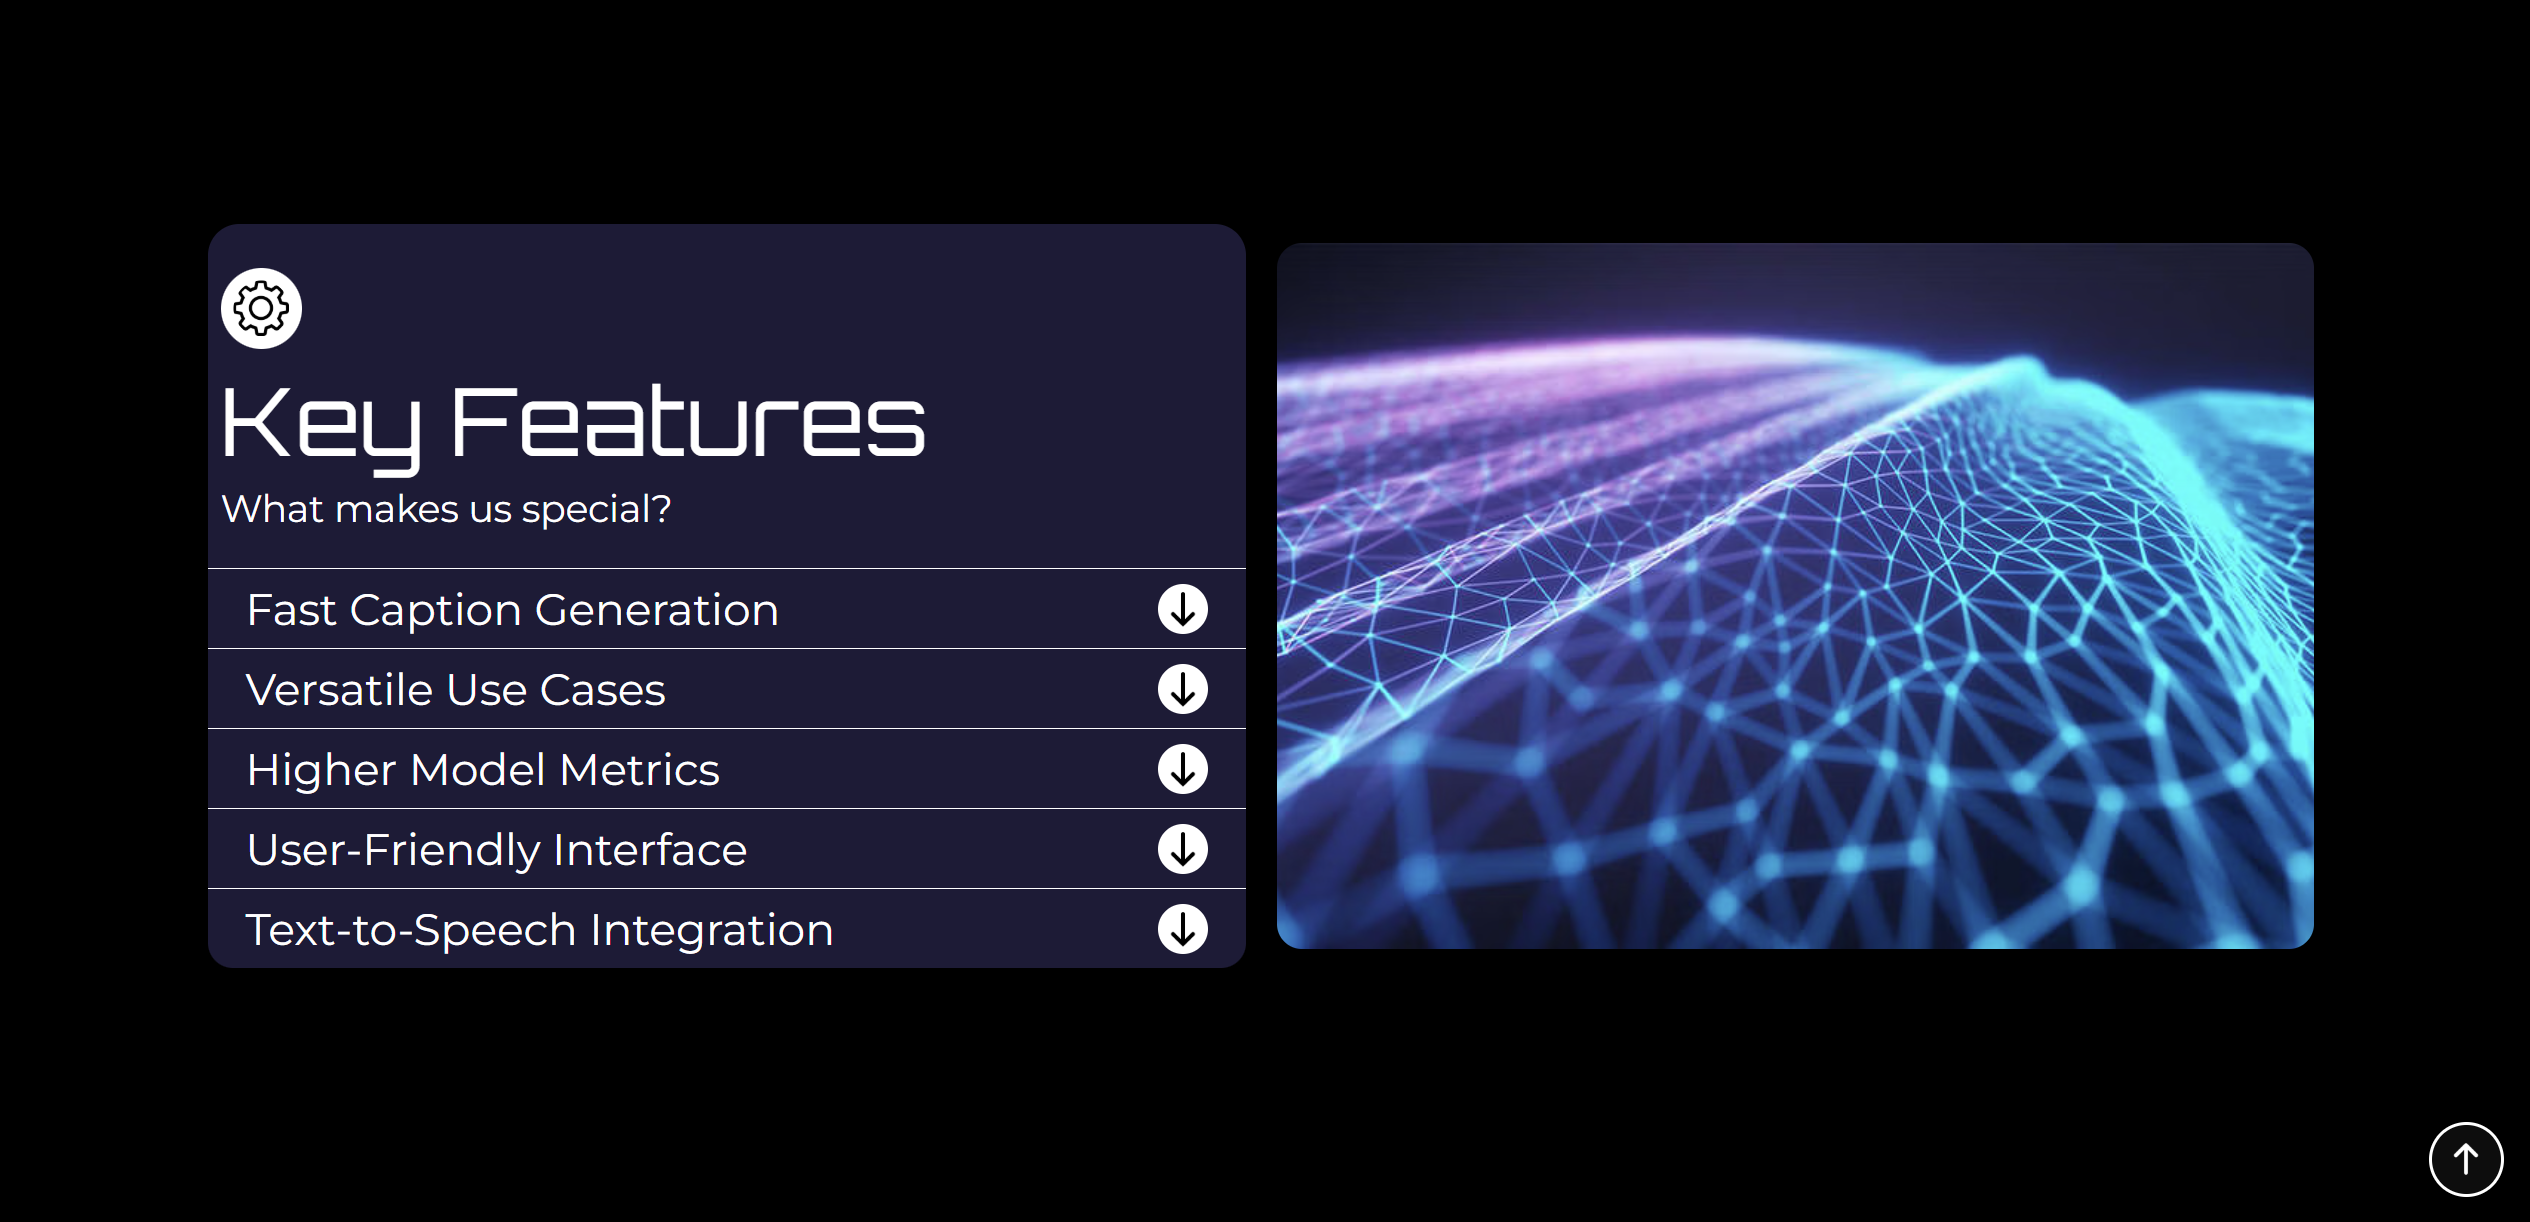 Key Features
What makes us special?
Fast Caption Generation
Versatile Use Cases
Higher Model Metrics
User-Friendly Interface
Text-to-Speech Integration